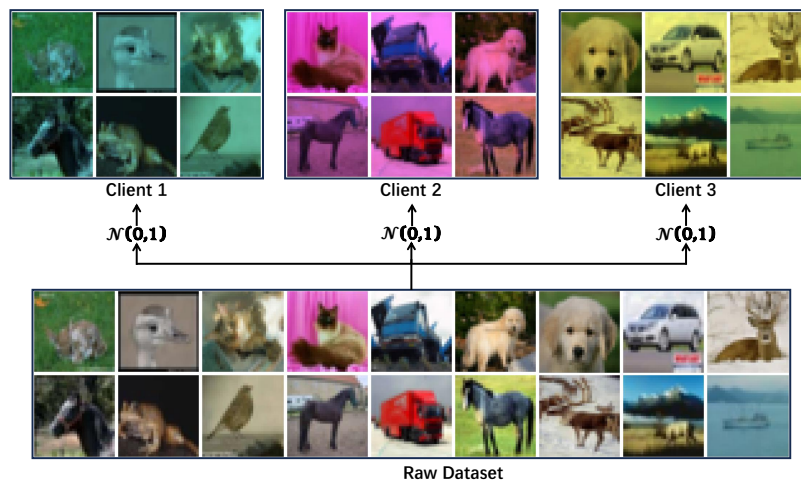 Client 1 Client 2 Client 3
𝒩(0,1) 𝒩(0,1) 𝒩(0,1)
Raw Dataset